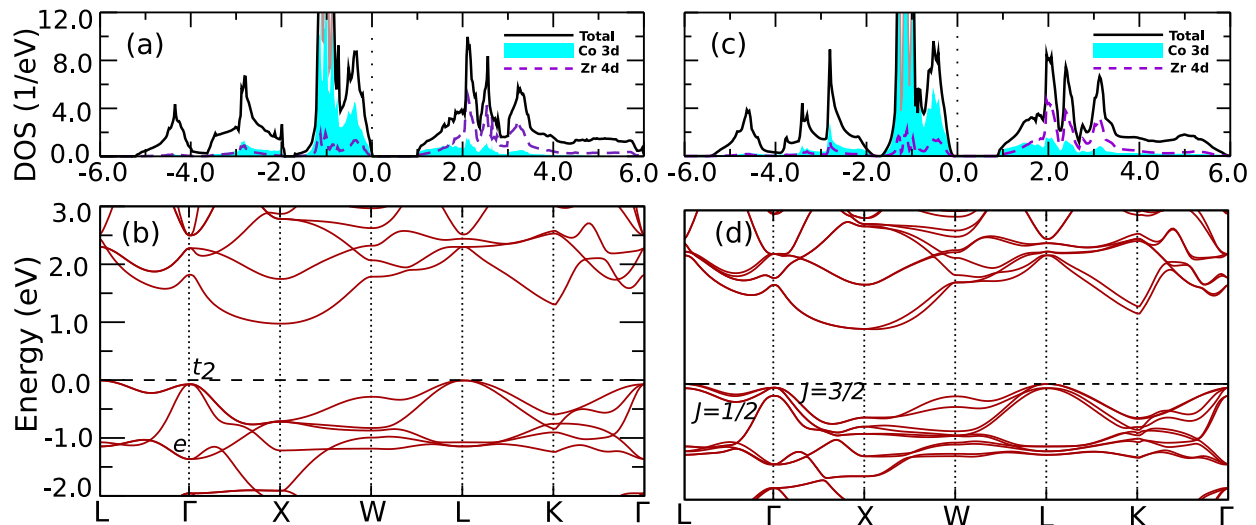 12.0
8.0
4.0
0.0
DOS (1/eV)
(a)
Total
Co 3d
Zr 4d
-6.0 -4.0 -2.0 0.0 2.0 4.0 6.0
(c)
Total
Co 3d
Zr 4d
-6.0 -4.0 -2.0 0.0 2.0 4.0 6.0
3.0
2.0
1.0
0.0
-1.0
-2.0
Energy (eV)
(b)
t2
e
L Γ X W L K Γ
(d)
J=1/2
J=3/2
L Γ X W L K Γ